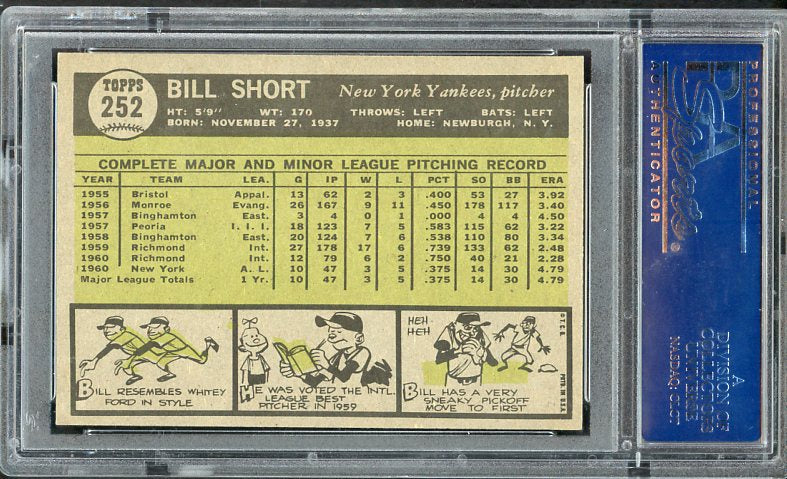 TOPPS
252
BILL SHORT New York Yankees, pitcher
HT: 5'9" WT: 170 THROWS: LEFT BATS: LEFT
BORN: NOVEMBER 27, 1937 HOME: NEWBURGH, N. Y.
COMPLETE MAJOR AND MINOR LEAGUE PITCHING RECORD
YEAR TEAM LEA. G IP W L PCT SO BB ERA
1955 Bristol Appal. 13 62 2 3 .400 53 27 3.92
1956 Monroe Evang. 26 167 9 11 .450 178 117 3.40
1957 Binghamton East. 3 4 0 1 .000 4 4 4.50
1957 Peoria I. I. I. 18 123 7 5 .583 115 62 3.22
1958 Binghamton East. 20 124 7 6 .538 110 80 3.34
1959 Richmond Int. 27 178 17 6 .739 133 62 2.48
1960 Richmond Int. 12 79 6 2 .750 40 21 2.28
1960 New York A. L. 10 47 3 5 .375 14 30 4.79
Major League Totals 1 Yr. 10 47 3 5 .375 14 30 4.79
BILL RESEMBLES WHITEY
FORD IN STYLE
HE WAS VOTED THE INTL.
LEAGUE BEST
PITCHER IN 1959
HEH-
HEH
BILL HAS A VERY
SNEAKY PICKOFF
MOVE TO FIRST
©T.C.G. PRTD. IN U.S.A.
PROFESSIONAL
PSA
Sports
®
AUTHENTICATOR
A
DIVISION OF
COLLECTORS
UNIVERSE
NASDAQ: CLCT